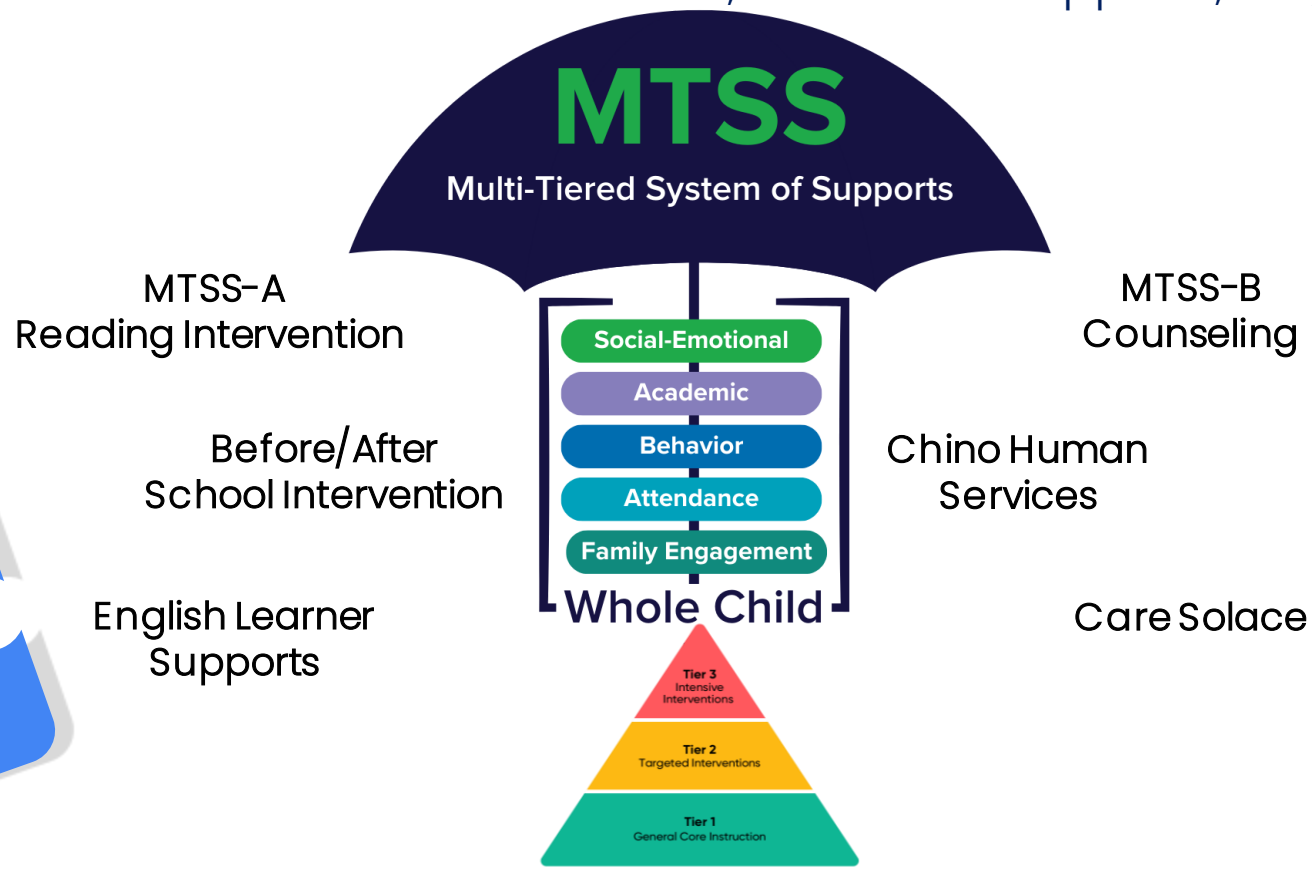 MTSS
Multi-Tiered System of Supports
MTSS-A
Reading Intervention
Before/After
School Intervention
English Learner
Supports
Social-Emotional
Academic
Behavior
Attendance
Family Engagement
Whole Child
MTSS-B
Counseling
Chino Human
Services
Care Solace
Tier 3
Intensive
Interventions
Tier 2
Targeted Interventions
Tier 1
General Core Instruction